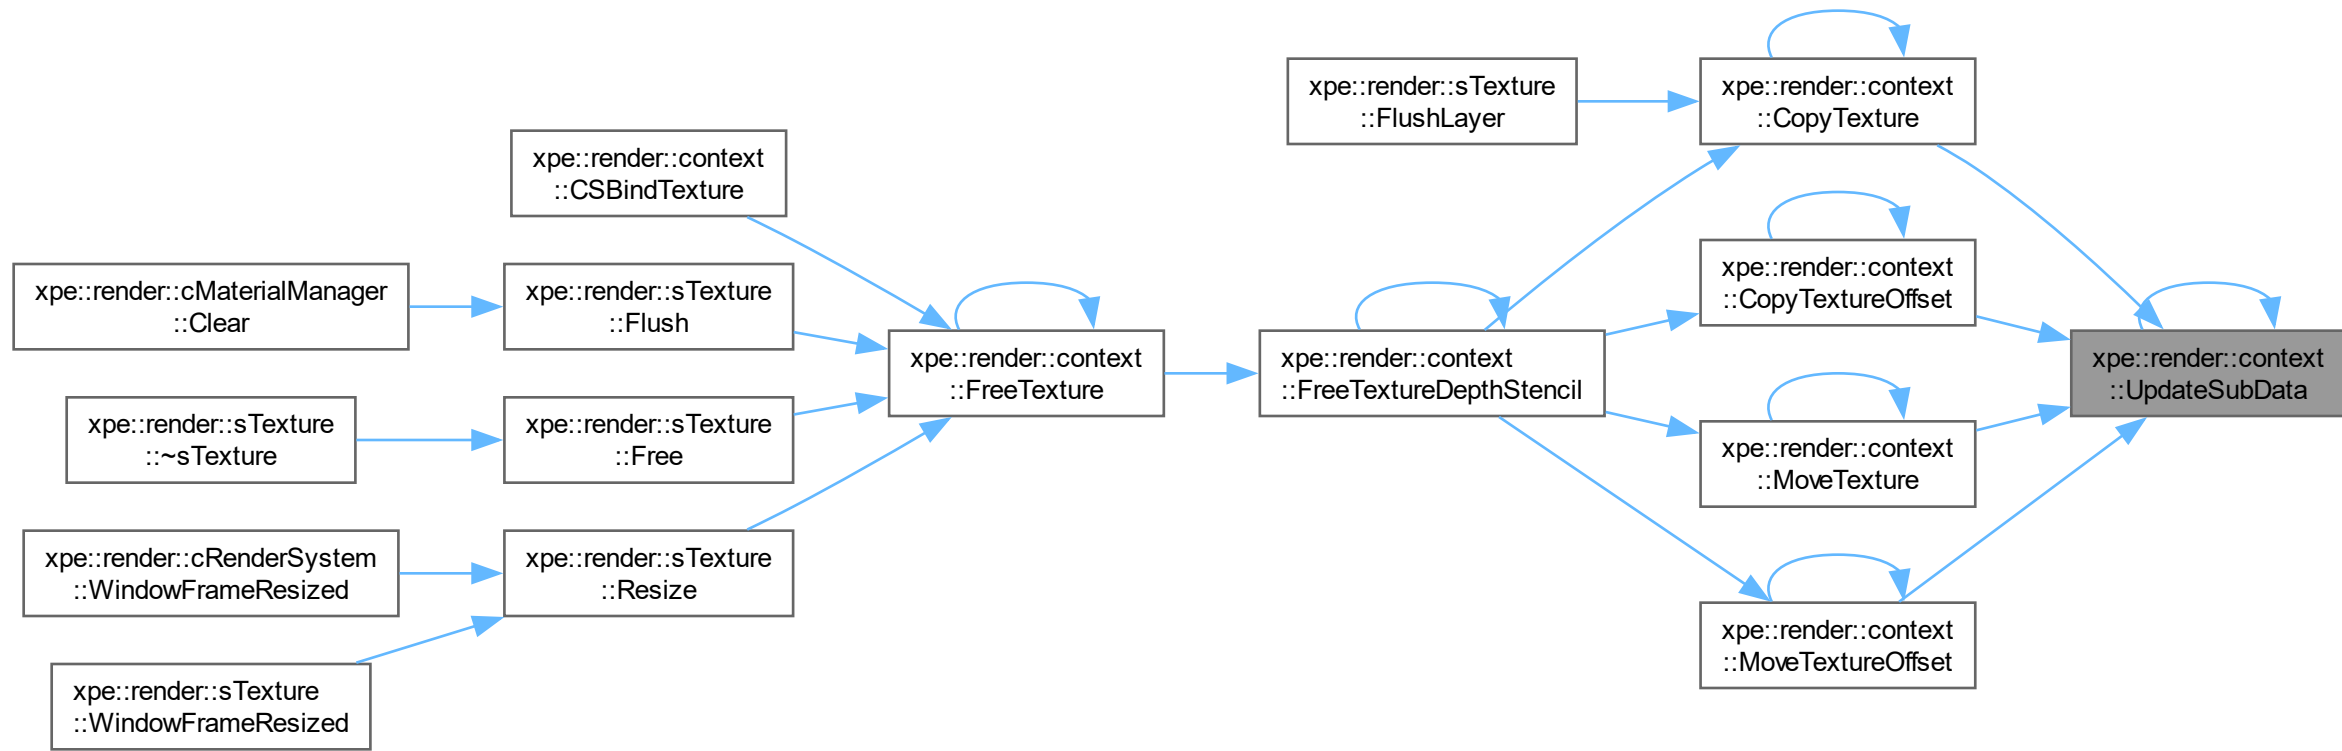 xpe::render::sTexture
::FlushLayer
xpe::render::context
::CopyTexture
xpe::render::context
::CSBindTexture
xpe::render::cMaterialManager
::Clear
xpe::render::sTexture
::Flush
xpe::render::context
::CopyTextureOffset
xpe::render::context
::FreeTexture
xpe::render::context
::FreeTextureDepthStencil
xpe::render::context
::UpdateSubData
xpe::render::sTexture
::~sTexture
xpe::render::sTexture
::Free
xpe::render::context
::MoveTexture
xpe::render::cRenderSystem
::WindowFrameResized
xpe::render::sTexture
::Resize
xpe::render::context
::MoveTextureOffset
xpe::render::sTexture
::WindowFrameResized